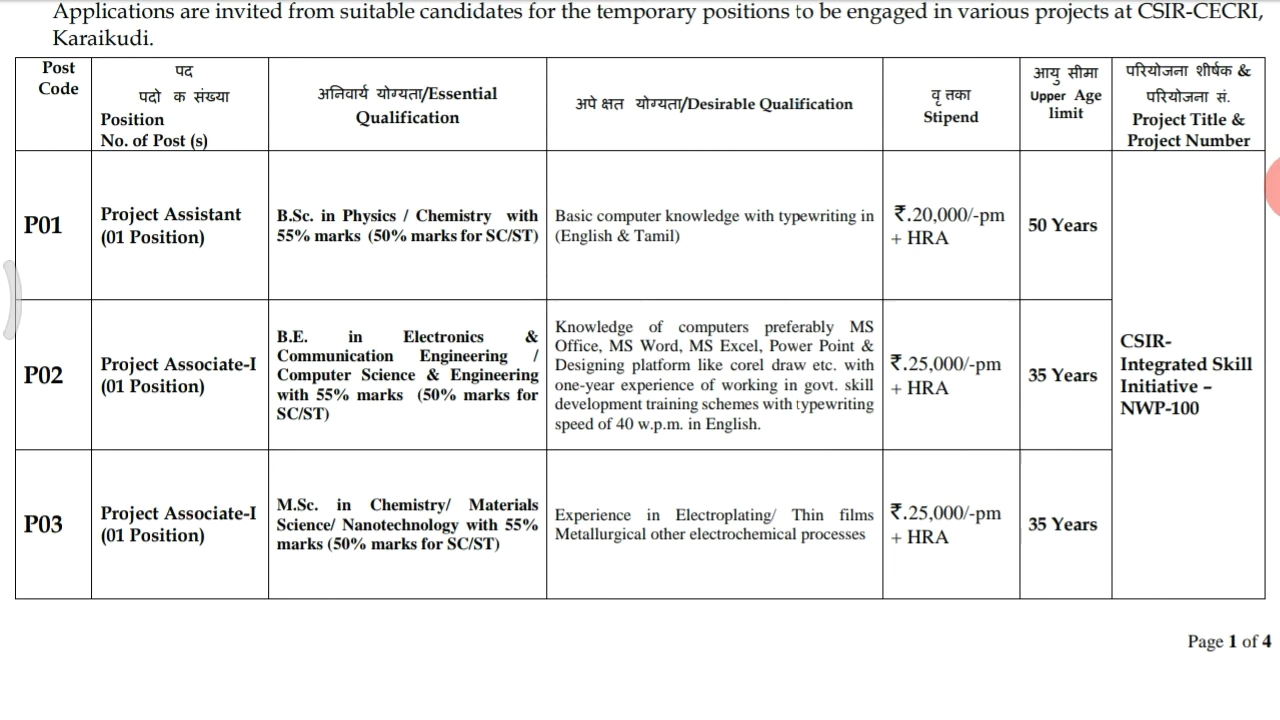 Applications are invited from suitable candidates for the temporary positions to be engaged in various projects at CSIR-CECRI,
Karaikudi.
Post
Code
पद
पदो क संख्या
Position
No. of Post (s)
अनिवार्य योग्यता/Essential
Qualification
अपे क्षत योग्यता/Desirable Qualification
वृ त्तका
Stipend
आयु सीमा
Upper Age
limit
परियोजना शीर्षक &
परियोजना सं.
Project Title &
Project Number
P01
Project Assistant
(01 Position)
B.Sc. in Physics / Chemistry with
55% marks (50% marks for SC/ST)
Basic computer knowledge with typewriting in
(English & Tamil)
₹.20,000/-pm
+ HRA
50 Years
P02
Project Associate-I
(01 Position)
B.E. in Electronics &
Communication Engineering /
Computer Science & Engineering
with 55% marks (50% marks for
SC/ST)
Knowledge of computers preferably MS
Office, MS Word, MS Excel, Power Point &
Designing platform like corel draw etc. with
one-year experience of working in govt. skill
development training schemes with typewriting
speed of 40 w.p.m. in English.
₹.25,000/-pm
+ HRA
35 Years
CSIR-
Integrated Skill
Initiative –
NWP-100
P03
Project Associate-I
(01 Position)
M.Sc. in Chemistry/ Materials
Science/ Nanotechnology with 55%
marks (50% marks for SC/ST)
Experience in Electroplating/ Thin films
Metallurgical other electrochemical processes
₹.25,000/-pm
+ HRA
35 Years
Page 1 of 4